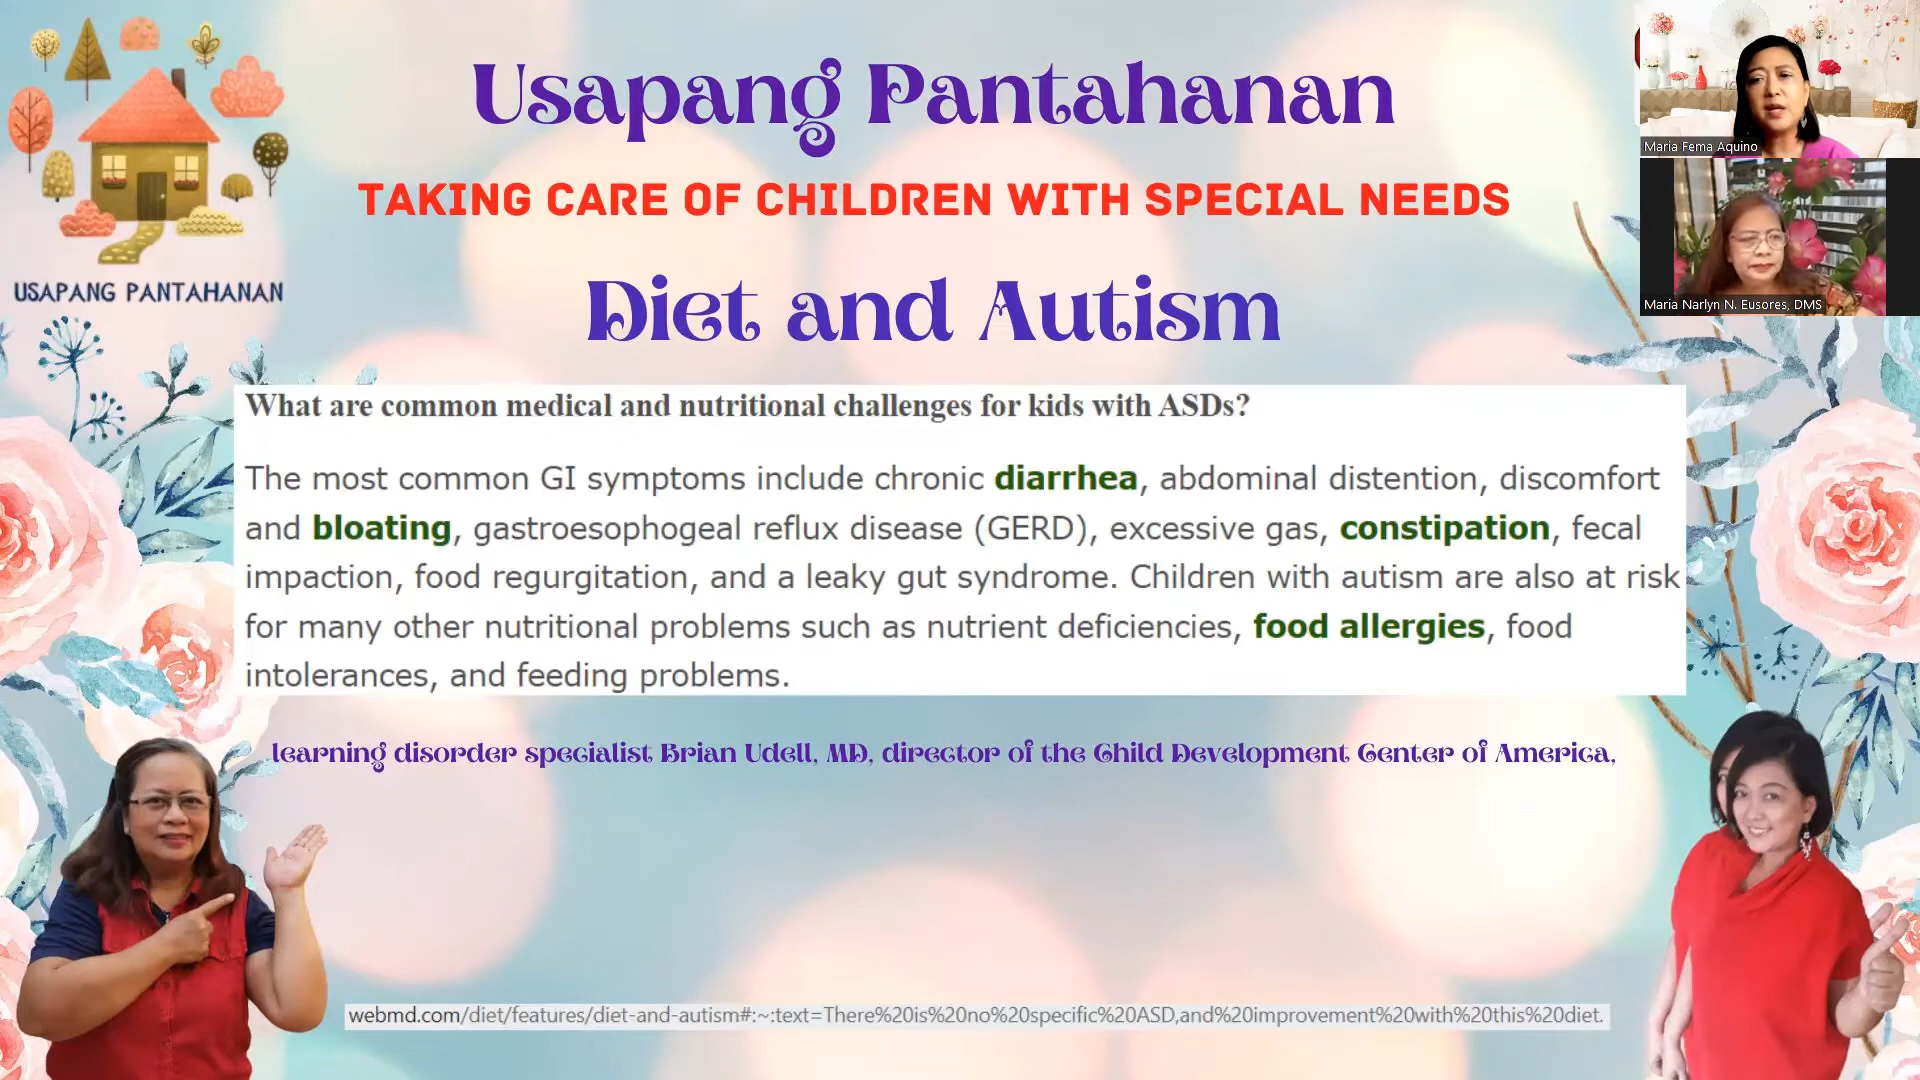 Usapang Pantahanan
TAKING CARE OF CHILDREN WITH SPECIAL NEEDS
Diet and Autism
USAPANG PANTAHANAN
Maria Fema Aquino
Maria Narlyn N. Eusores, DMS
What are common medical and nutritional challenges for kids with ASDs?
The most common GI symptoms include chronic diarrhea, abdominal distention, discomfort
and bloating, gastroesophogeal reflux disease (GERD), excessive gas, constipation, fecal
impaction, food regurgitation, and a leaky gut syndrome. Children with autism are also at risk
for many other nutritional problems such as nutrient deficiencies, food allergies, food
intolerances, and feeding problems.
learning disorder specialist Brian Udell, MD, director of the Child Development Center of America,
webmd.com/diet/features/diet-and-autism#:~:text=There%20is%20no%20specific%20ASD,and%20improvement%20with%20this%20diet.